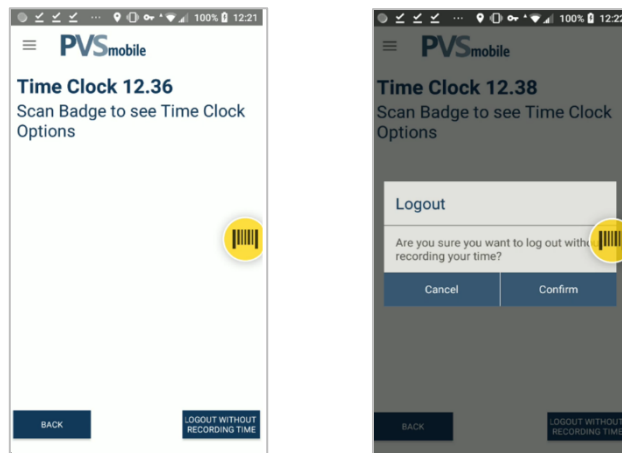 100% 12:21
PVSmobile
Time Clock 12.36
Scan Badge to see Time Clock
Options
BACK
LOGOUT WITHOUT
RECORDING TIME
100% 12:22
PVSmobile
Time Clock 12.38
Scan Badge to see Time Clock
Options
Logout
Are you sure you want to log out
recording your time?
Cancel
Confirm
BACK
LOGOUT WITHOUT
RECORDING TIME